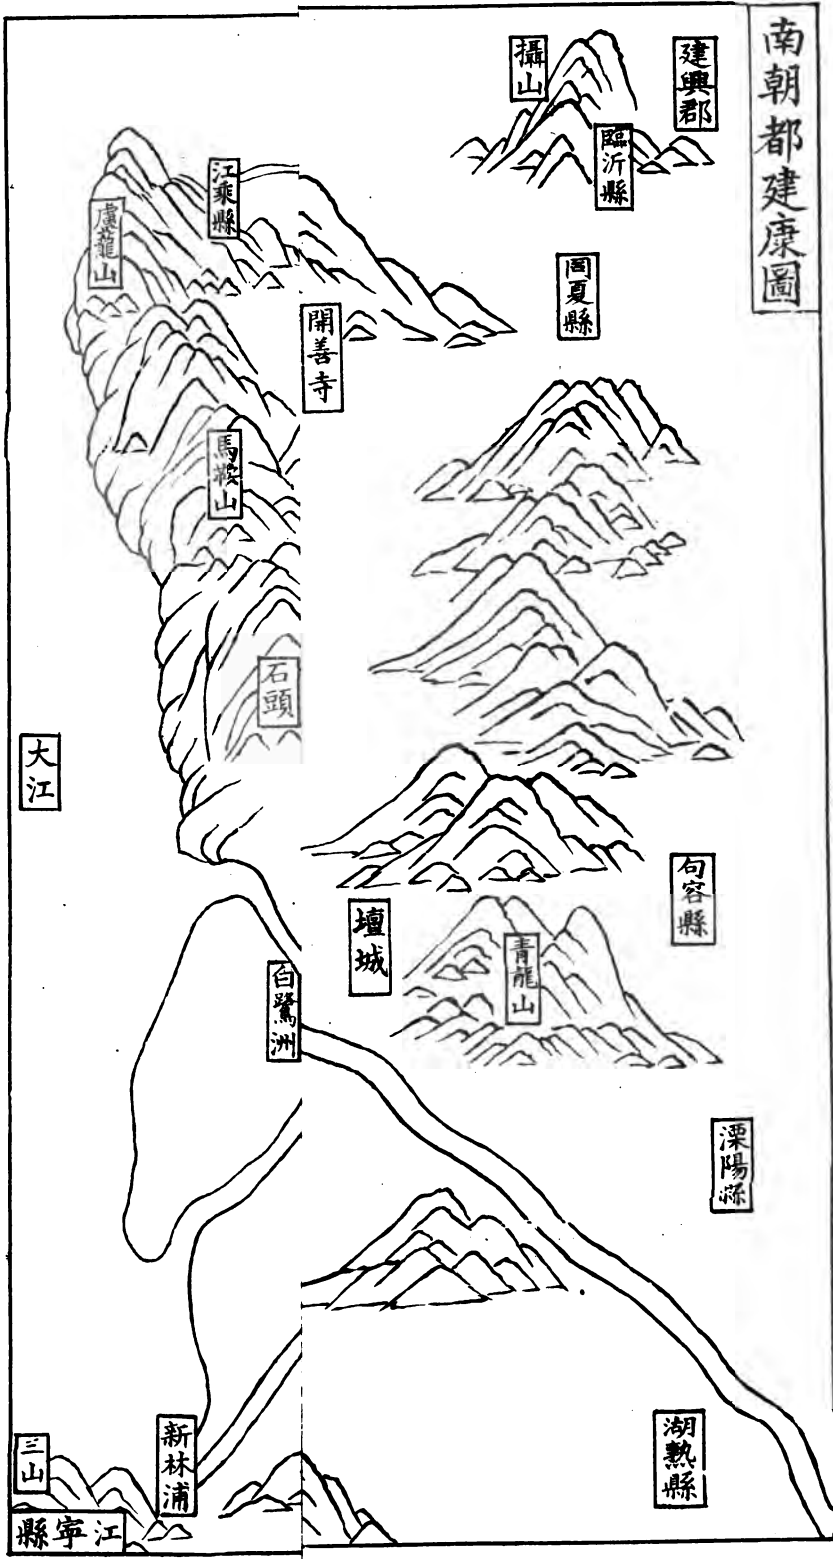 南朝都建康圖
建興郡
攝山
臨沂縣
同夏縣
江乘縣
盧龍山
開善寺
馬鞍山
石頭
大江
句容縣
壇城
青龍山
白鷺洲
溧陽縣
湖熟縣
新林浦
三山
江寧縣